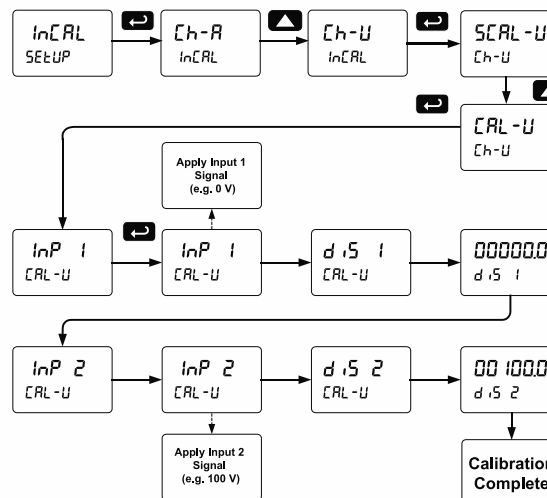 InCAL
SEtUP
Ch-A
InCAL
Ch-U
InCAL
SCAL-U
Ch-U
CAL-U
Ch-U
Apply Input 1
Signal
(e.g. 0 V)
InP 1
CAL-U
InP 1
CAL-U
diS 1
CAL-U
00000.0
diS 1
InP 2
CAL-U
InP 2
CAL-U
diS 2
CAL-U
00100.0
diS 2
Apply Input 2
Signal
(e.g. 100 V)
Calibration
Complete